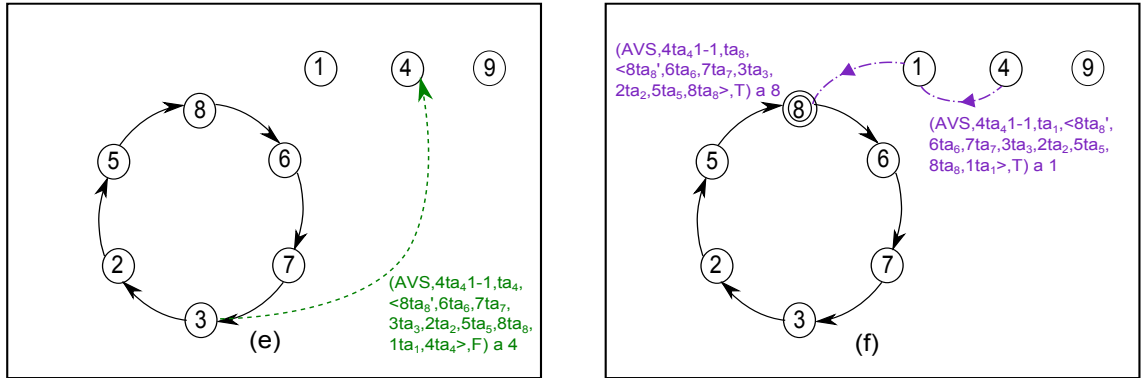 1
4
9
8
6
5
2
7
3
(AVS,4ta₄1-1,ta₄,
<8ta₈',6ta₆,7ta₇,
3ta₃,2ta₂,5ta₅,8ta₈,
1ta₁,4ta₄>,F) a 4
(e)
(AVS,4ta₄1-1,ta₈,
<8ta₈',6ta₆,7ta₇,3ta₃,
2ta₂,5ta₅,8ta₈>,T) a 8
1
4
9
(AVS,4ta₄1-1,ta₁,<8ta₈',
6ta₆,7ta₇,3ta₃,2ta₂,5ta₅,
8ta₈,1ta₁>,T) a 1
8
6
5
2
7
3
(f)